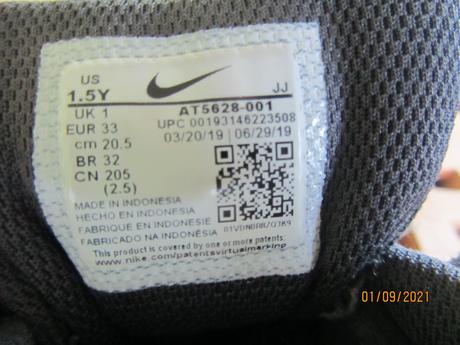 US
JJ
1.5Y
UK 1
AT5628-001
EUR 33
UPC 00193146223508
cm 20.5
03/20/19 | 06/29/19
BR 32
CN 205
(2.5)
MADE IN INDONESIA
HECHO EN INDONESIA
FABRIQUE EN INDONESIE
FABRICADO NA INDONÉSIA
This product is covered by one or more patents:
www.nike.com/patentsvirtualmarking
01/09/2021